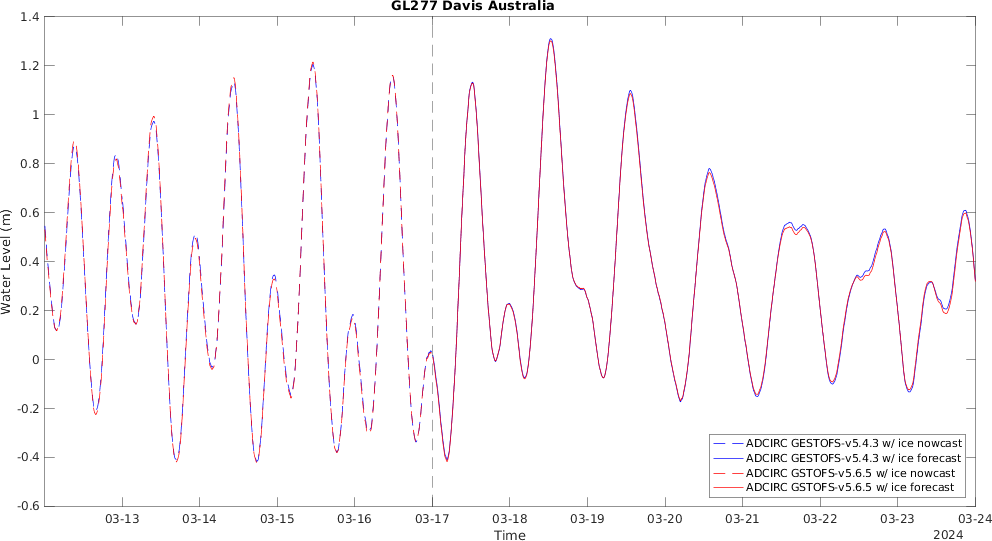 GL277 Davis Australia
1.4
1.2
1
0.8
0.6
0.4
0.2
0
-0.2
-0.4
-0.6
Water Level (m)
ADCIRC GESTOFS-v5.4.3 w/ ice nowcast
ADCIRC GESTOFS-v5.4.3 w/ ice forecast
ADCIRC GSTOFS-v5.6.5 w/ ice nowcast
ADCIRC GSTOFS-v5.6.5 w/ ice forecast
03-13 03-14 03-15 03-16 03-17 03-18 03-19 03-20 03-21 03-22 03-23 03-24
Time
2024